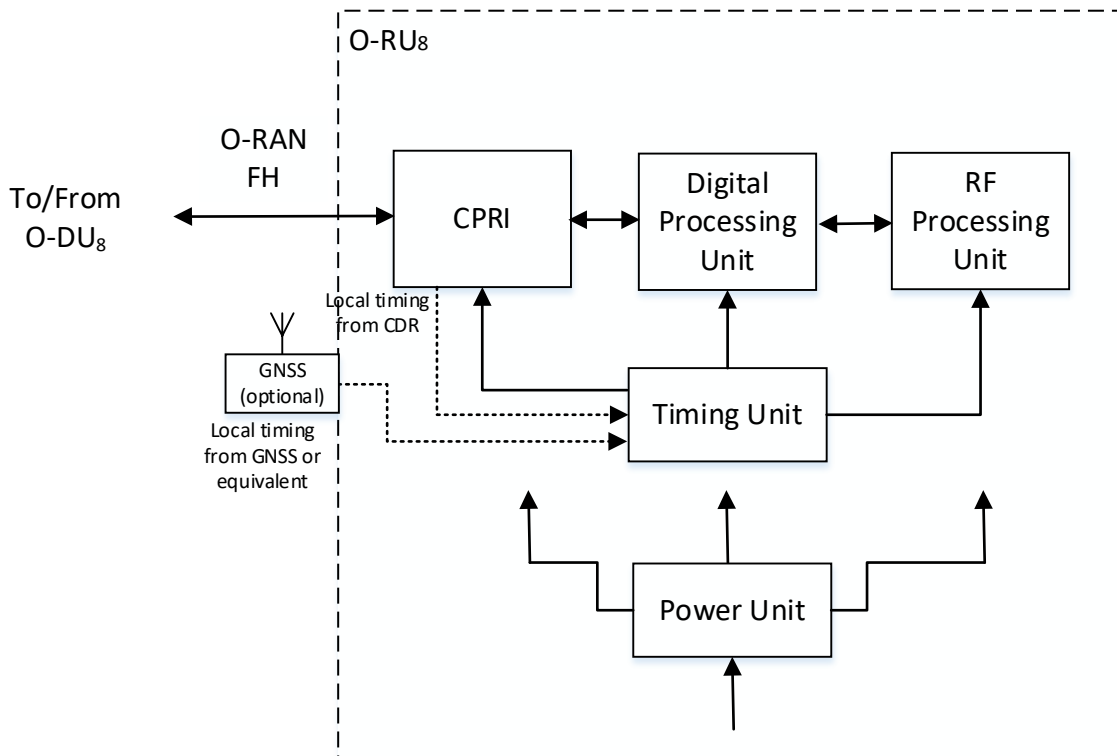 O-RU₈
O-RAN
FH
To/From
O-DU₈
CPRI
Digital
Processing
Unit
RF
Processing
Unit
Local timing
from CDR
GNSS
(optional)
Local timing
from GNSS or
equivalent
Timing Unit
Power Unit